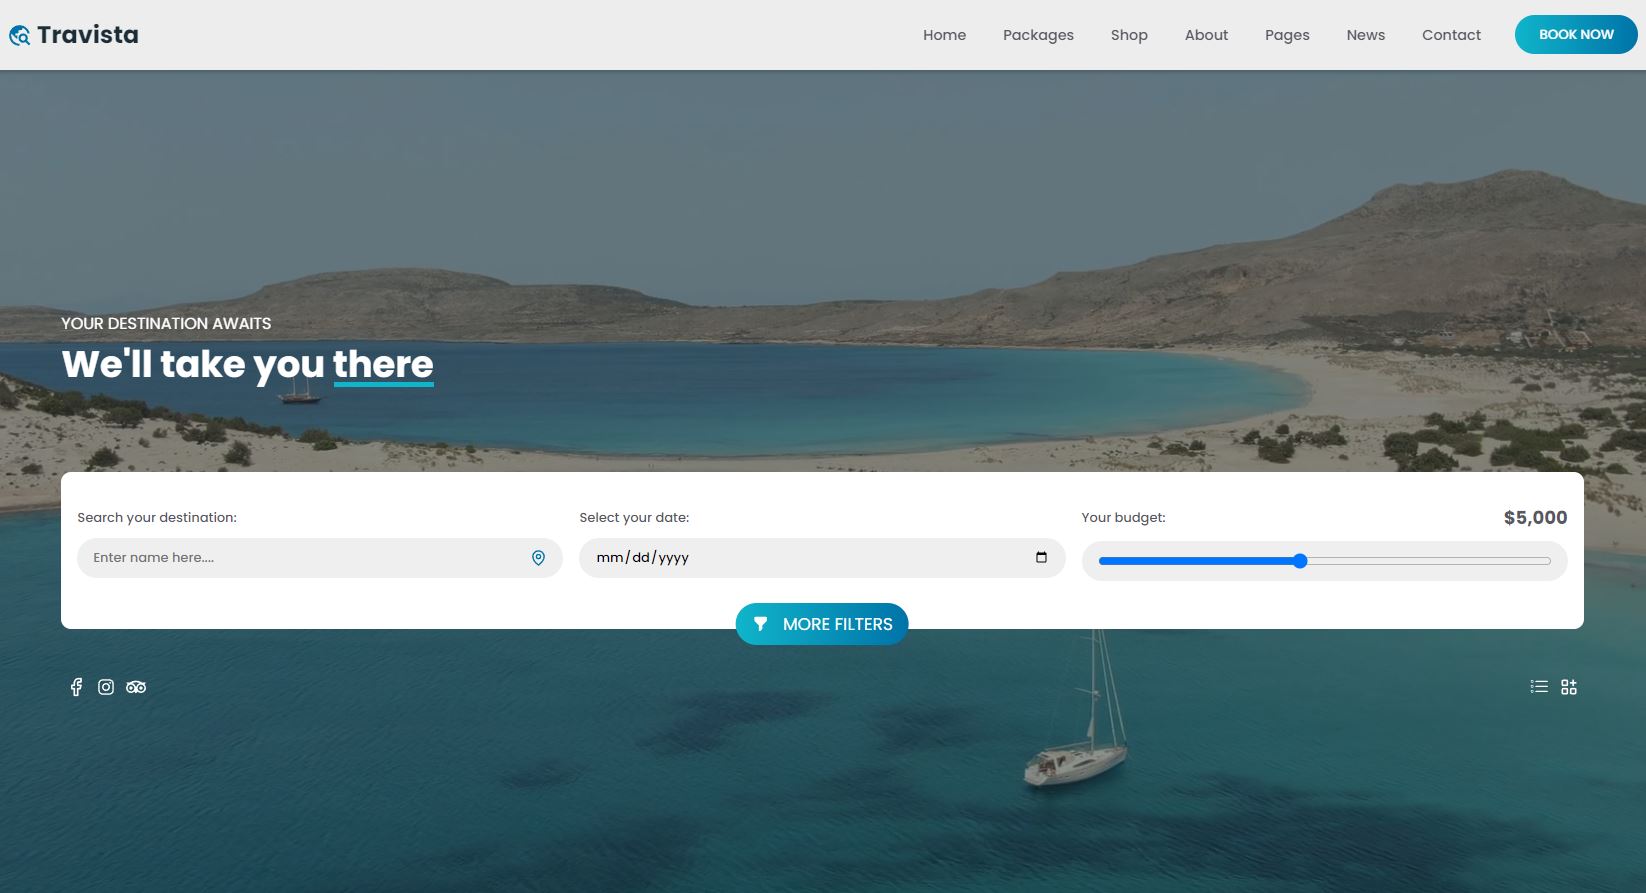 Travista
Home Packages Shop About Pages News Contact BOOK NOW
YOUR DESTINATION AWAITS
We'll take you there
Search your destination: Select your date: Your budget: $5,000
Enter name here.... mm/dd/yyyy
MORE FILTERS